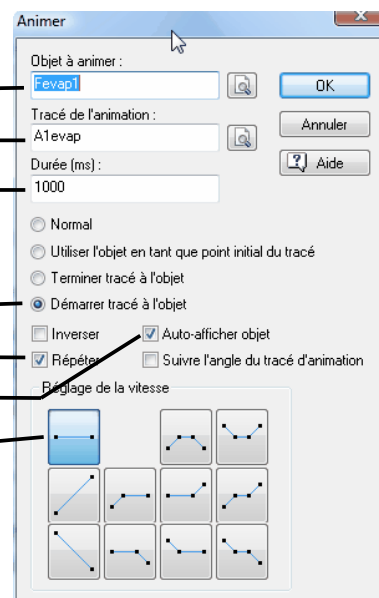 Animer
Objet à animer :
Fevap1
OK
Tracé de l'animation :
Annuler
A1evap
Durée (ms) :
Aide
1000
Normal
Utiliser l'objet en tant que point initial du tracé
Terminer tracé à l'objet
Démarrer tracé à l'objet
Inverser
Auto-afficher objet
Répéter
Suivre l'angle du tracé d'animation
Réglage de la vitesse